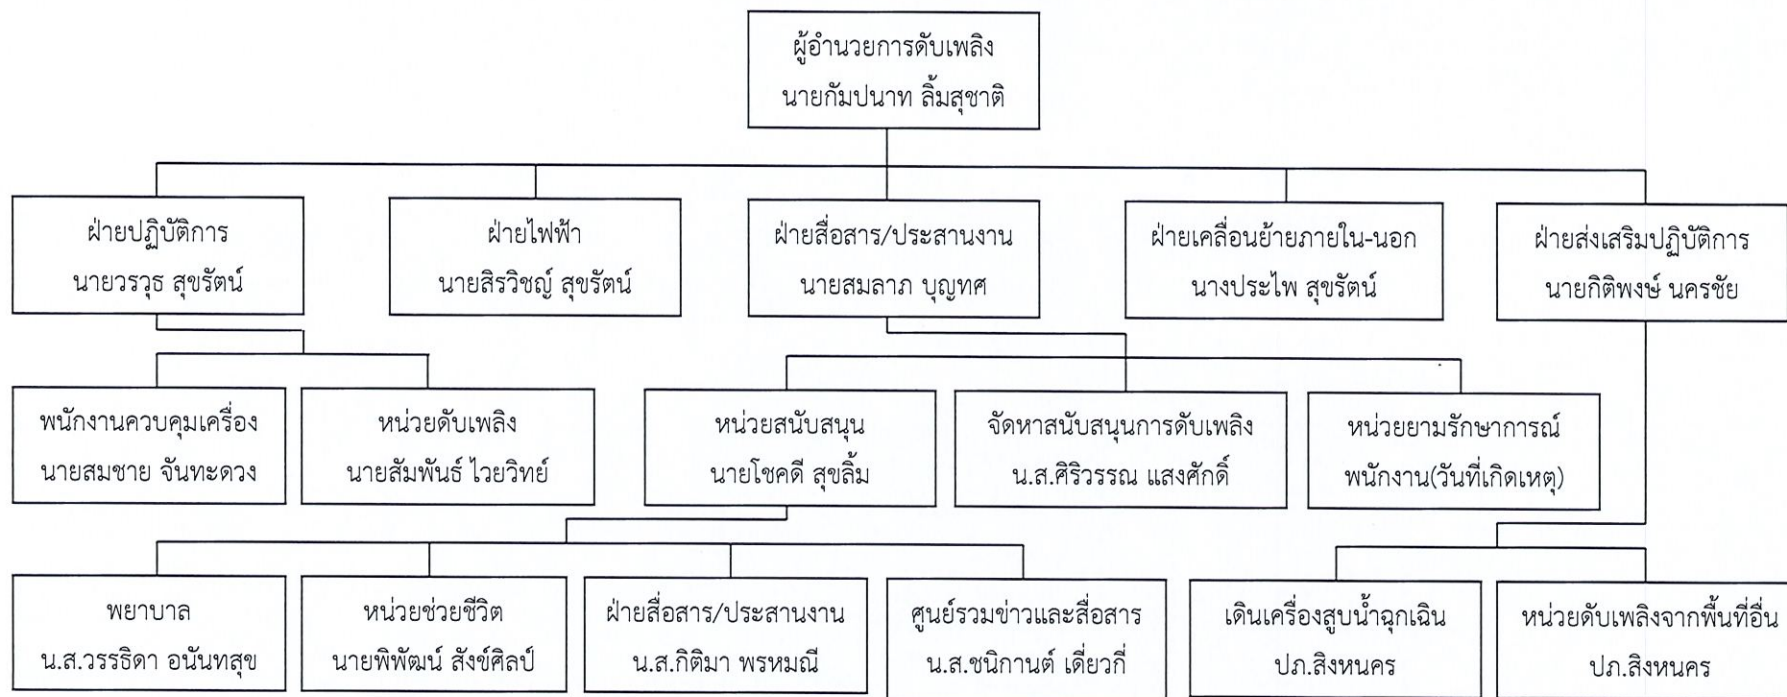 ผู้อำนวยการดับเพลิง
นายกัมปนาท ลิ้มสุชาติ
ฝ่ายปฏิบัติการ
นายวรวุธ สุขรัตน์
ฝ่ายไฟฟ้า
นายสิรวิชญ์ สุขรัตน์
ฝ่ายสื่อสาร/ประสานงาน
นายสมลาภ บุญทศ
ฝ่ายเคลื่อนย้ายภายใน-นอก
นางประไพ สุขรัตน์
ฝ่ายส่งเสริมปฏิบัติการ
นายกิติพงษ์ นครชัย
พนักงานควบคุมเครื่อง
นายสมชาย จันทะดวง
หน่วยดับเพลิง
นายสัมพันธ์ ไวยวิทย์
หน่วยสนับสนุน
นายโชคดี สุขลิ้ม
จัดหาสนับสนุนการดับเพลิง
น.ส.ศิริวรรณ แสงศักดิ์
หน่วยยามรักษาการณ์
พนักงาน(วันที่เกิดเหตุ)
พยาบาล
น.ส.วรรธิดา อนันทสุข
หน่วยช่วยชีวิต
นายพิพัฒน์ สังข์ศิลป์
ฝ่ายสื่อสาร/ประสานงาน
น.ส.กิติมา พรหมณี
ศูนย์รวมข่าวและสื่อสาร
น.ส.ชนิกานต์ เดี่ยวกี่
เดินเครื่องสูบน้ำฉุกเฉิน
ปภ.สิงหนคร
หน่วยดับเพลิงจากพื้นที่อื่น
ปภ.สิงหนคร